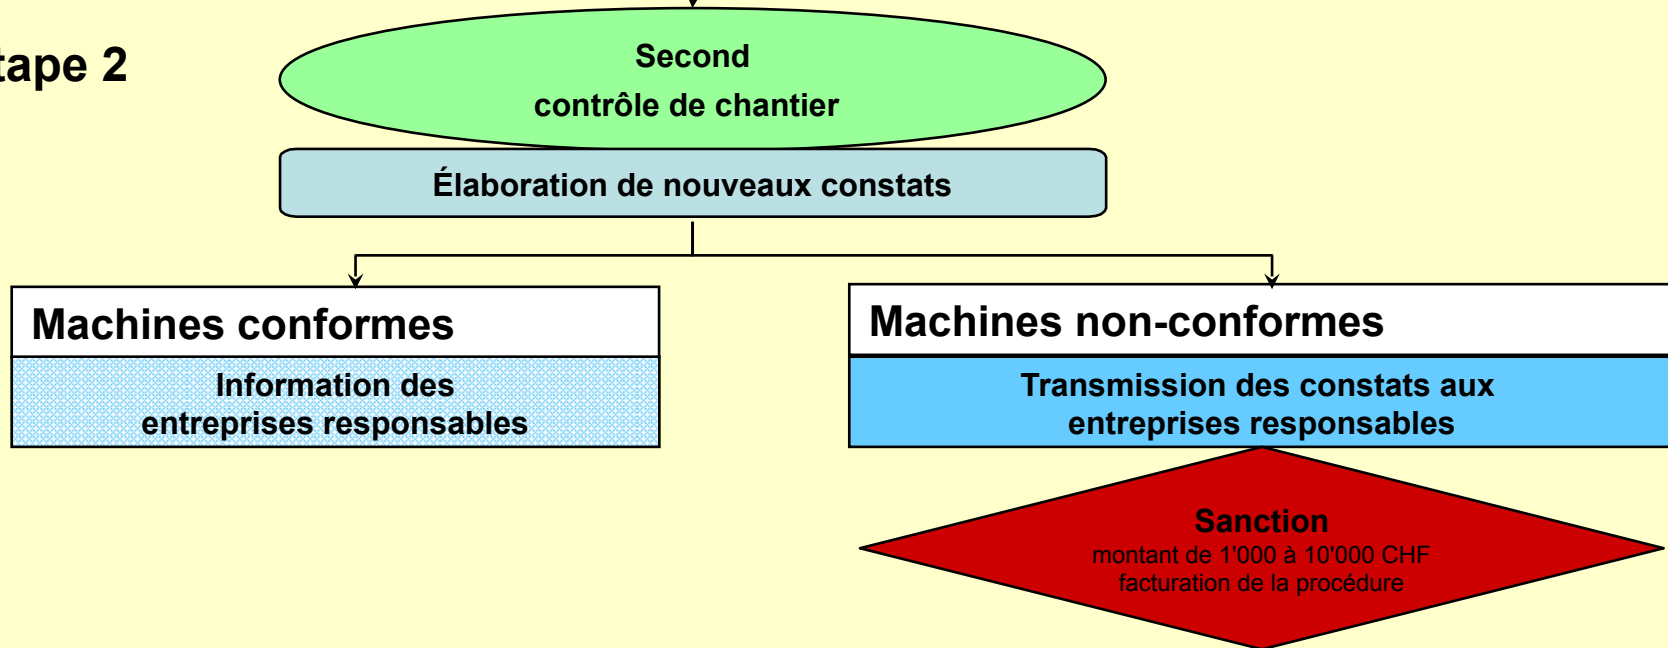 tape 2
Second
contrôle de chantier
Élaboration de nouveaux constats
Machines conformes
Information des
entreprises responsables
Machines non-conformes
Transmission des constats aux
entreprises responsables
Sanction
montant de 1'000 à 10'000 CHF
facturation de la procédure